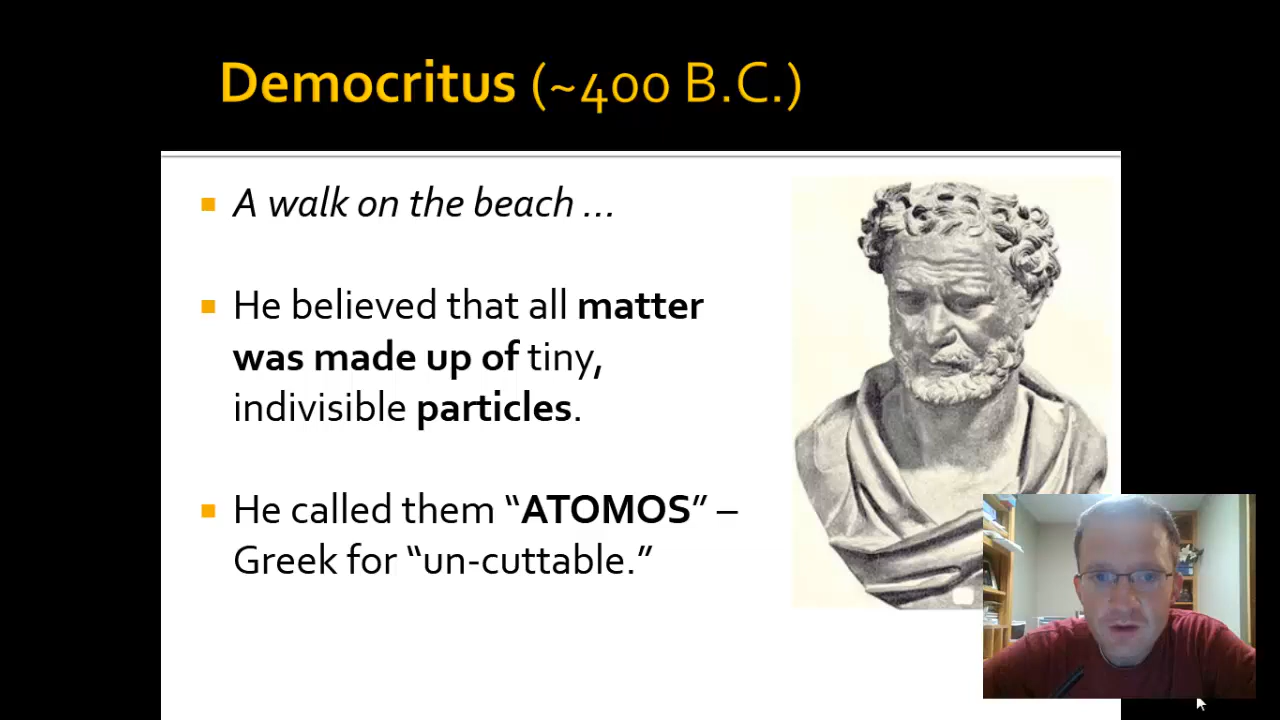 Democritus (~400 B.C.)
A walk on the beach …
He believed that all matter
was made up of tiny,
indivisible particles.
He called them “ATOMOS” –
Greek for “un-cuttable.”